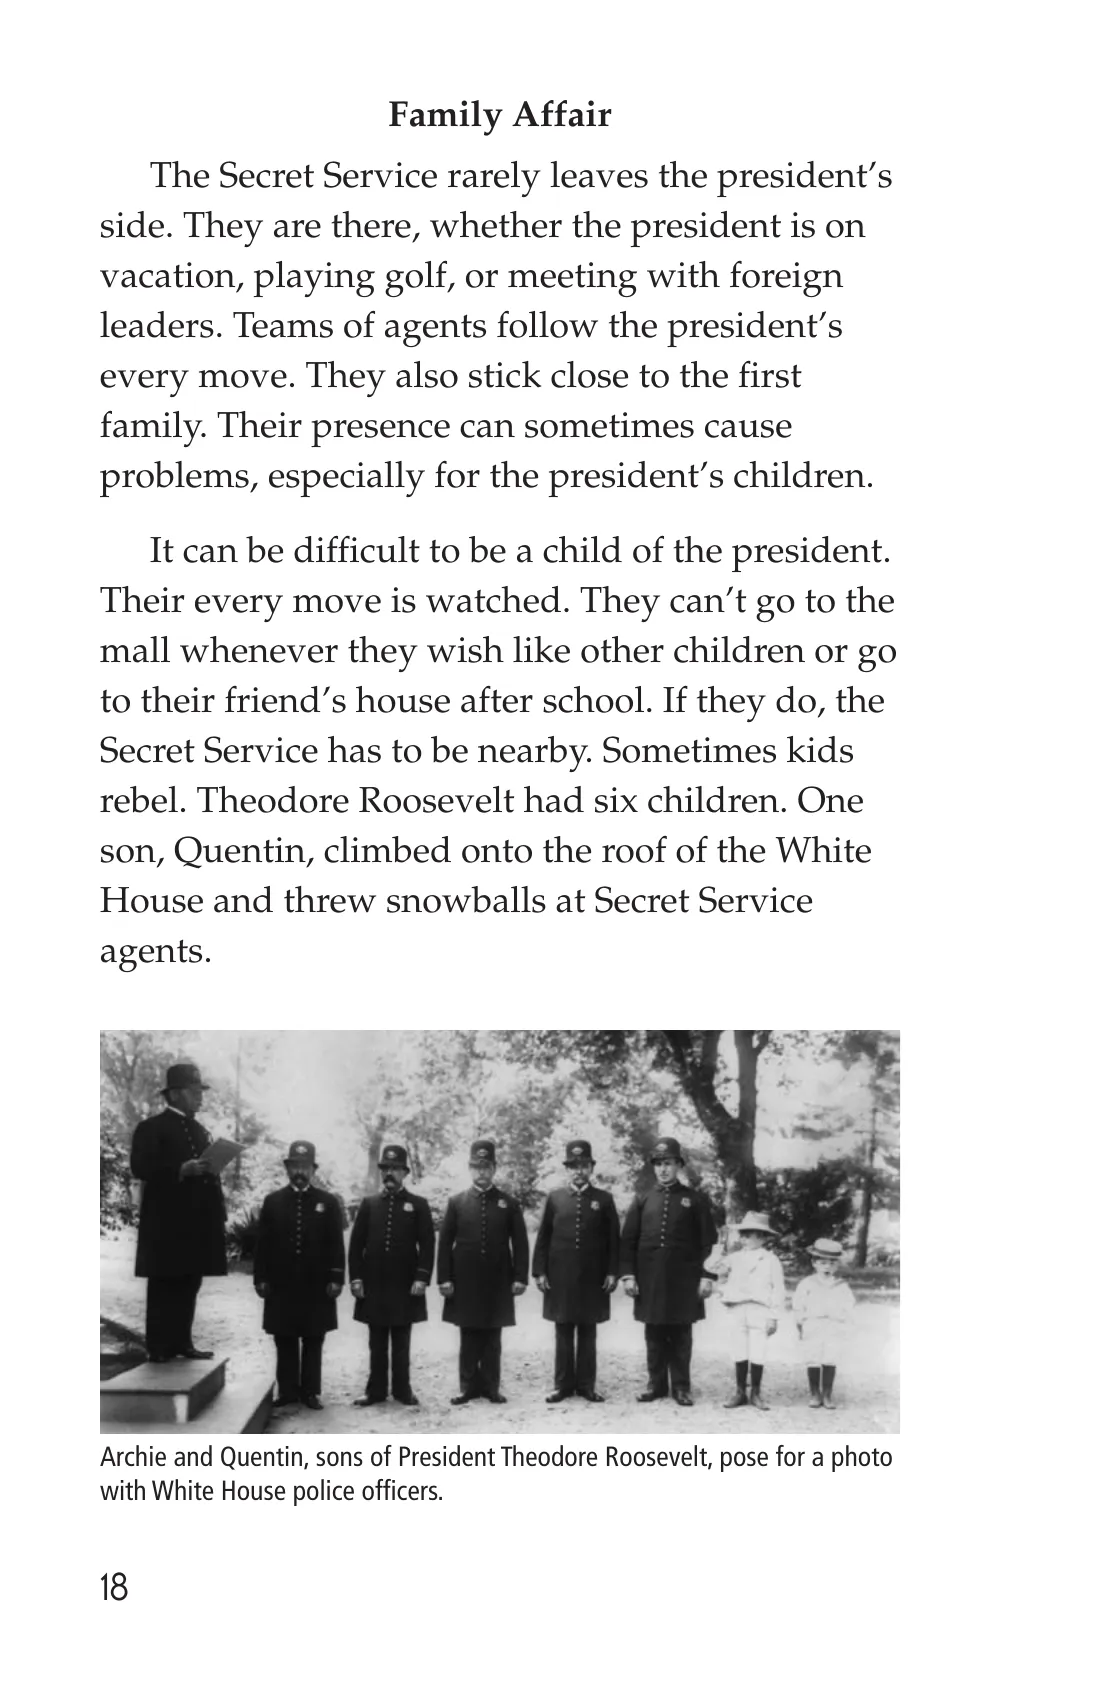 Family Affair
The Secret Service rarely leaves the president’s
side. They are there, whether the president is on
vacation, playing golf, or meeting with foreign
leaders. Teams of agents follow the president’s
every move. They also stick close to the first
family. Their presence can sometimes cause
problems, especially for the president’s children.
It can be difficult to be a child of the president.
Their every move is watched. They can’t go to the
mall whenever they wish like other children or go
to their friend’s house after school. If they do, the
Secret Service has to be nearby. Sometimes kids
rebel. Theodore Roosevelt had six children. One
son, Quentin, climbed onto the roof of the White
House and threw snowballs at Secret Service
agents.
Archie and Quentin, sons of President Theodore Roosevelt, pose for a photo
with White House police officers.
18